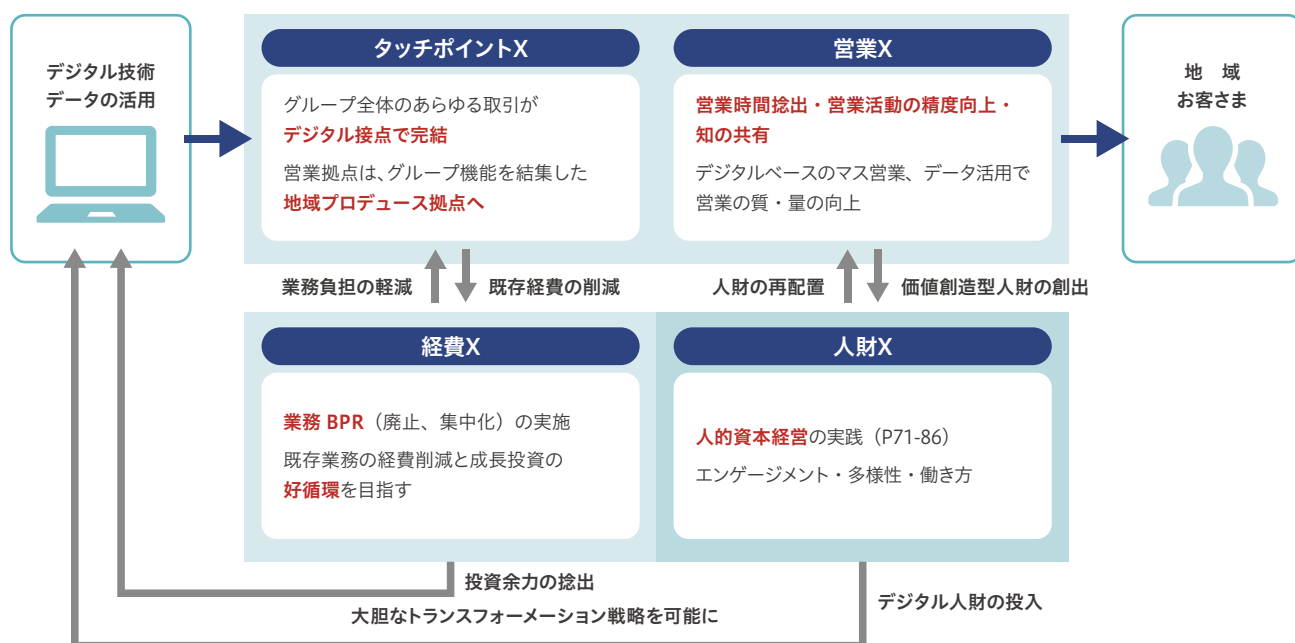 デジタル技術
データの活用
タッチポイントX
グループ全体のあらゆる取引が
デジタル接点で完結
営業拠点は、グループ機能を結集した
地域プロデュース拠点へ
営業X
営業時間捻出・営業活動の精度向上・
知の共有
デジタルベースのマス営業、データ活用で
営業の質・量の向上
地　域
お客さま
業務負担の軽減
既存経費の削減
人財の再配置
価値創造型人財の創出
経費X
業務 BPR（廃止、集中化）の実施
既存業務の経費削減と成長投資の
好循環を目指す
人財X
人的資本経営の実践（P71-86）
エンゲージメント・多様性・働き方
投資余力の捻出
大胆なトランスフォーメーション戦略を可能に
デジタル人財の投入